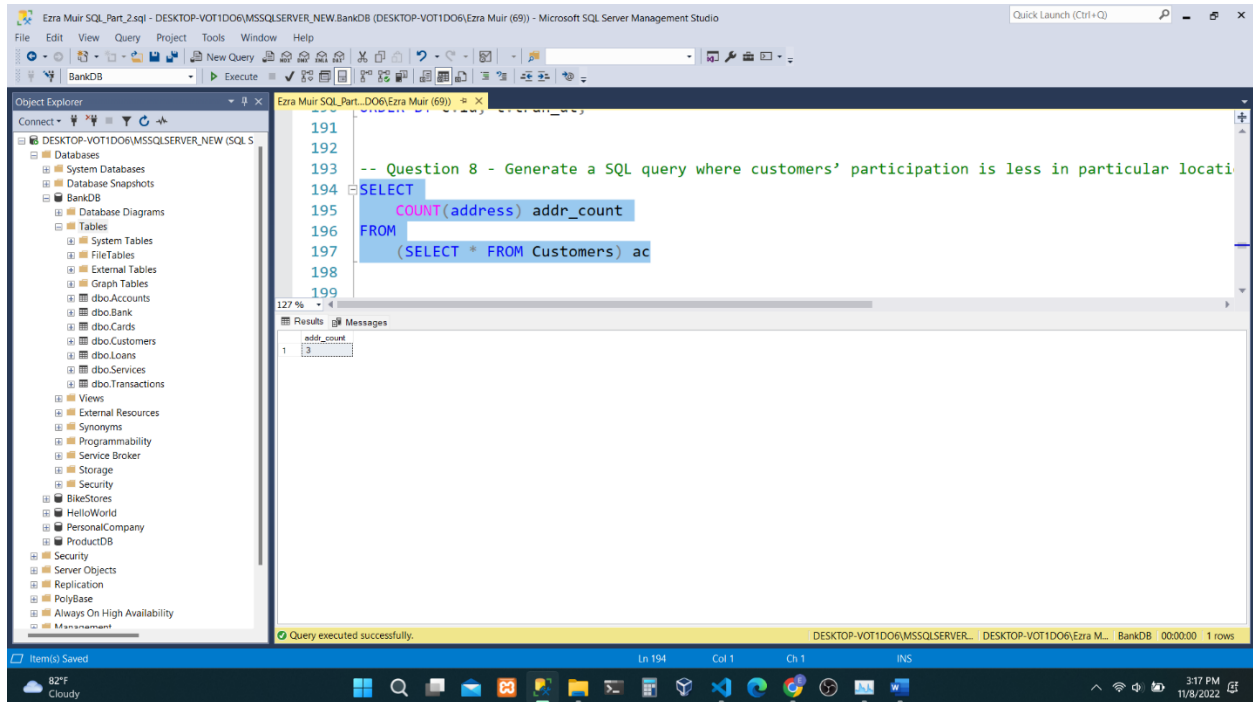 Ezra Muir SQL_Part_2.sql - DESKTOP-VOT1DO6\MSSQLSERVER_NEW.BankDB (DESKTOP-VOT1DO6\Ezra Muir (69)) - Microsoft SQL Server Management Studio
Quick Launch (Ctrl+Q)
File Edit View Query Project Tools Window Help
New Query
BankDB
Execute
Object Explorer
Connect
DESKTOP-VOT1DO6\MSSQLSERVER_NEW (SQL S
Databases
System Databases
Database Snapshots
BankDB
Database Diagrams
Tables
System Tables
FileTables
External Tables
Graph Tables
dbo.Accounts
dbo.Bank
dbo.Cards
dbo.Customers
dbo.Loans
dbo.Services
dbo.Transactions
Views
External Resources
Synonyms
Programmability
Service Broker
Storage
Security
BikeStores
HelloWorld
PersonalCompany
ProductDB
Security
Server Objects
Replication
PolyBase
Always On High Availability
Management
Ezra Muir SQL_Part...DO6\Ezra Muir (69))
191
192
193 -- Question 8 - Generate a SQL query where customers’ participation is less in particular locati
194 SELECT
195 COUNT(address) addr_count
196 FROM
197 (SELECT * FROM Customers) ac
198
199
127 %
Results Messages
addr_count
1 3
Query executed successfully.
DESKTOP-VOT1DO6\MSSQLSERVER... DESKTOP-VOT1DO6\Ezra M... BankDB 00:00:00 1 rows
Item(s) Saved Ln 194 Col 1 Ch 1 INS
82°F
Cloudy
3:17 PM
11/8/2022